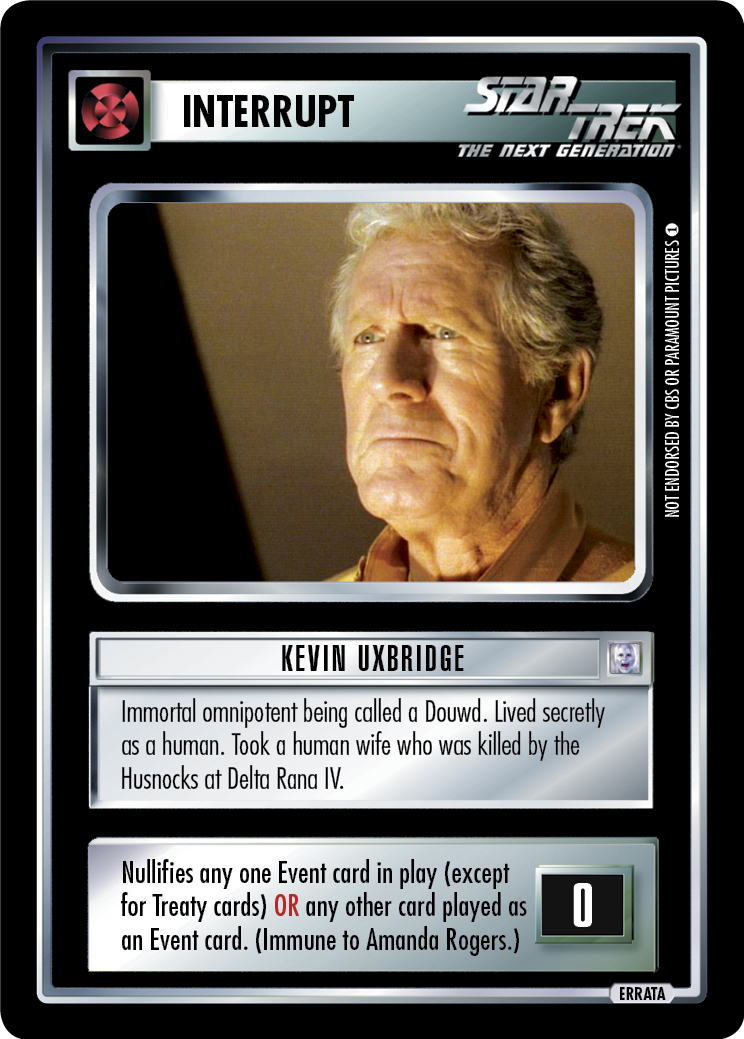 INTERRUPT
STAR TREK
THE NEXT GENERATION
NOT ENDORSED BY CBS OR PARAMOUNT PICTURES 1
KEVIN UXBRIDGE
Immortal omnipotent being called a Douwd. Lived secretly
as a human. Took a human wife who was killed by the
Husnocks at Delta Rana IV.
Nullifies any one Event card in play (except
for Treaty cards) OR any other card played as
an Event card. (Immune to Amanda Rogers.)
0
ERRATA